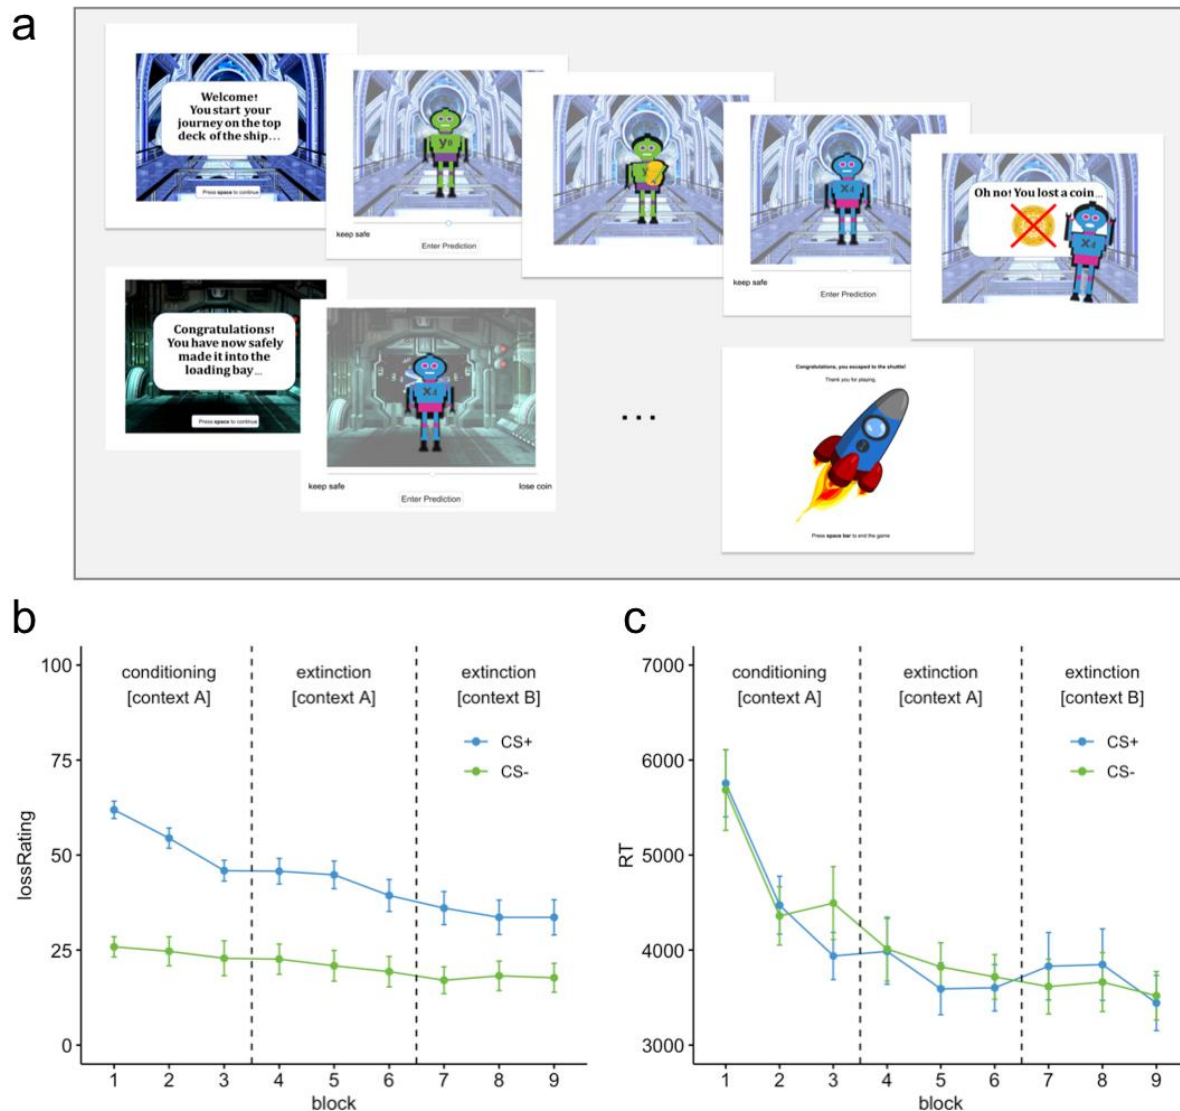 a
Welcome!
You start your
journey on the top
deck of the ship...
Press space to continue
keep safe
Enter Prediction
keep safe
Enter Prediction
Oh no! You lost a coin...
Congratulations!
You have now safely
made it into the
loading bay...
Press space to continue
keep safe
lose coin
Enter Prediction
...
Congratulations, you escaped to the shuttle!
Thank you for playing.
Press space bar to end the game
b
100
75
50
25
0
lossRating
conditioning
[context A]
extinction
[context A]
extinction
[context B]
CS+
CS-
1 2 3 4 5 6 7 8 9
block
c
7000
6000
5000
4000
3000
RT
conditioning
[context A]
extinction
[context A]
extinction
[context B]
CS+
CS-
1 2 3 4 5 6 7 8 9
block